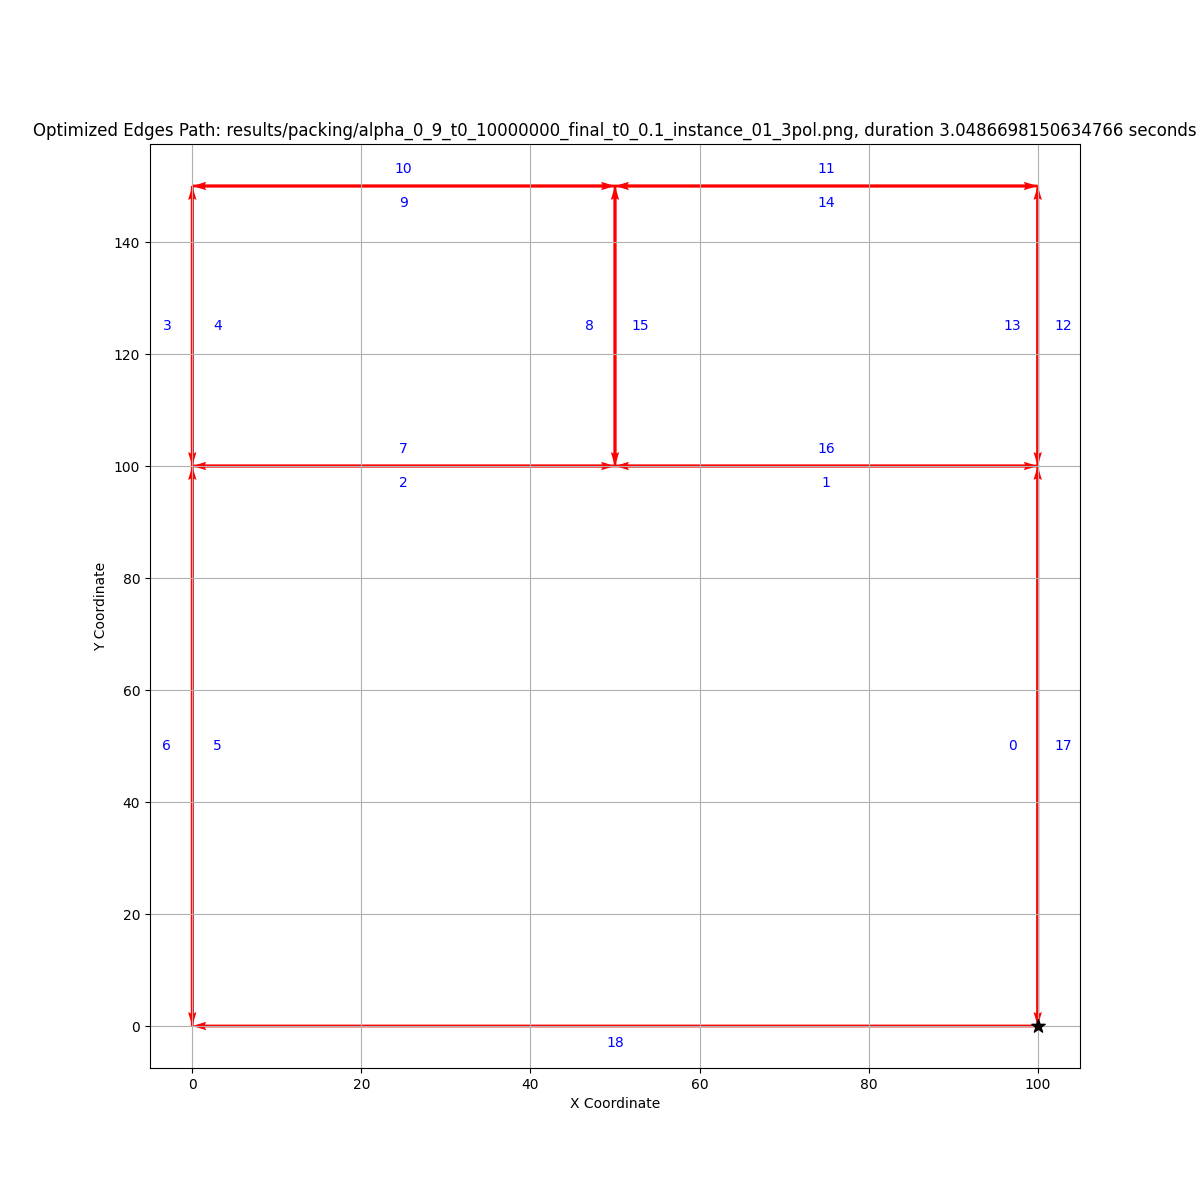 Optimized Edges Path: results/packing/alpha_0_9_t0_10000000_final_t0_0.1_instance_01_3pol.png, duration 3.0486698150634766 seconds
10 11
9 14
140
3 4 8 15 13 12
120
7 16
100
2 1
80
Y Coordinate
60
6 5 0 17
40
20
0
18
0 20 40 60 80 100
X Coordinate